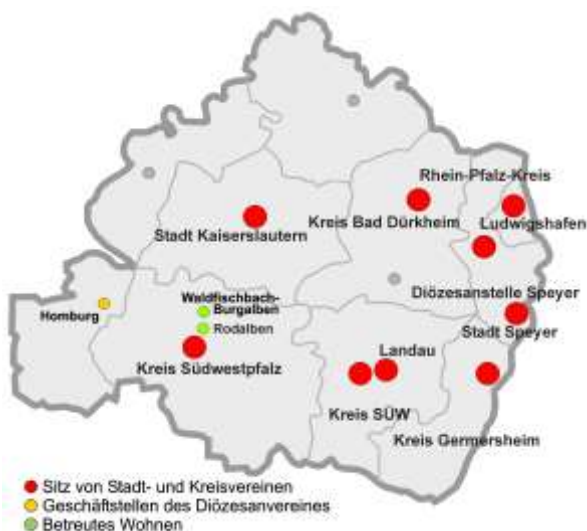 Rhein-Pfalz-Kreis
Stadt Kaiserslautern
Kreis Bad Dürkheim
Ludwigshafen
Diözesanstelle Speyer
Waldfischbach-
Burgalben
Homburg
Rodalben
Stadt Speyer
Landau
Kreis Südwestpfalz
Kreis SÜW
Kreis Germersheim
Sitz von Stadt- und Kreisvereinen
Geschäftstellen des Diözesanvereines
Betreutes Wohnen